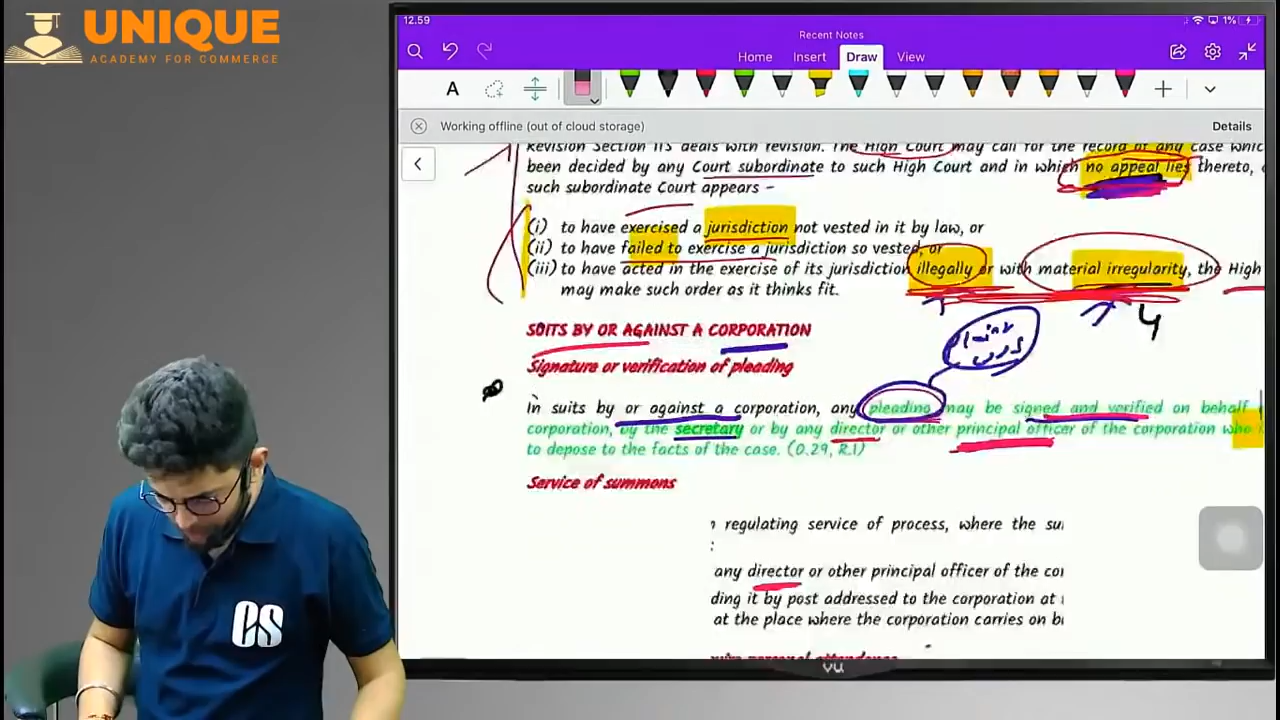 UNIQUE
ACADEMY FOR COMMERCE
12.59
1%
Recent Notes
Home Insert Draw View
A
Working offline (out of cloud storage)
Details
Revision Section 115 deals with revision. The High Court may call for the record of any case whic
been decided by any Court subordinate to such High Court and in which no appeal lies thereto,
such subordinate Court appears -
(i) to have exercised a jurisdiction not vested in it by law, or
(ii) to have failed to exercise a jurisdiction so vested, or
(iii) to have acted in the exercise of its jurisdiction illegally or with material irregularity, the High
may make such order as it thinks fit.
4
SUITS BY OR AGAINST A CORPORATION
Signature or verification of pleading
In suits by or against a corporation, any pleading may be signed and verified on behalf
corporation, by the secretary or by any director or other principal officer of the corporation who
to depose to the facts of the case. (O.29, R.1)
Service of summons
regulating service of process, where the su
:
any director or other principal officer of the co
ding it by post addressed to the corporation at
at the place where the corporation carries on b
personal attendance
CS
vu